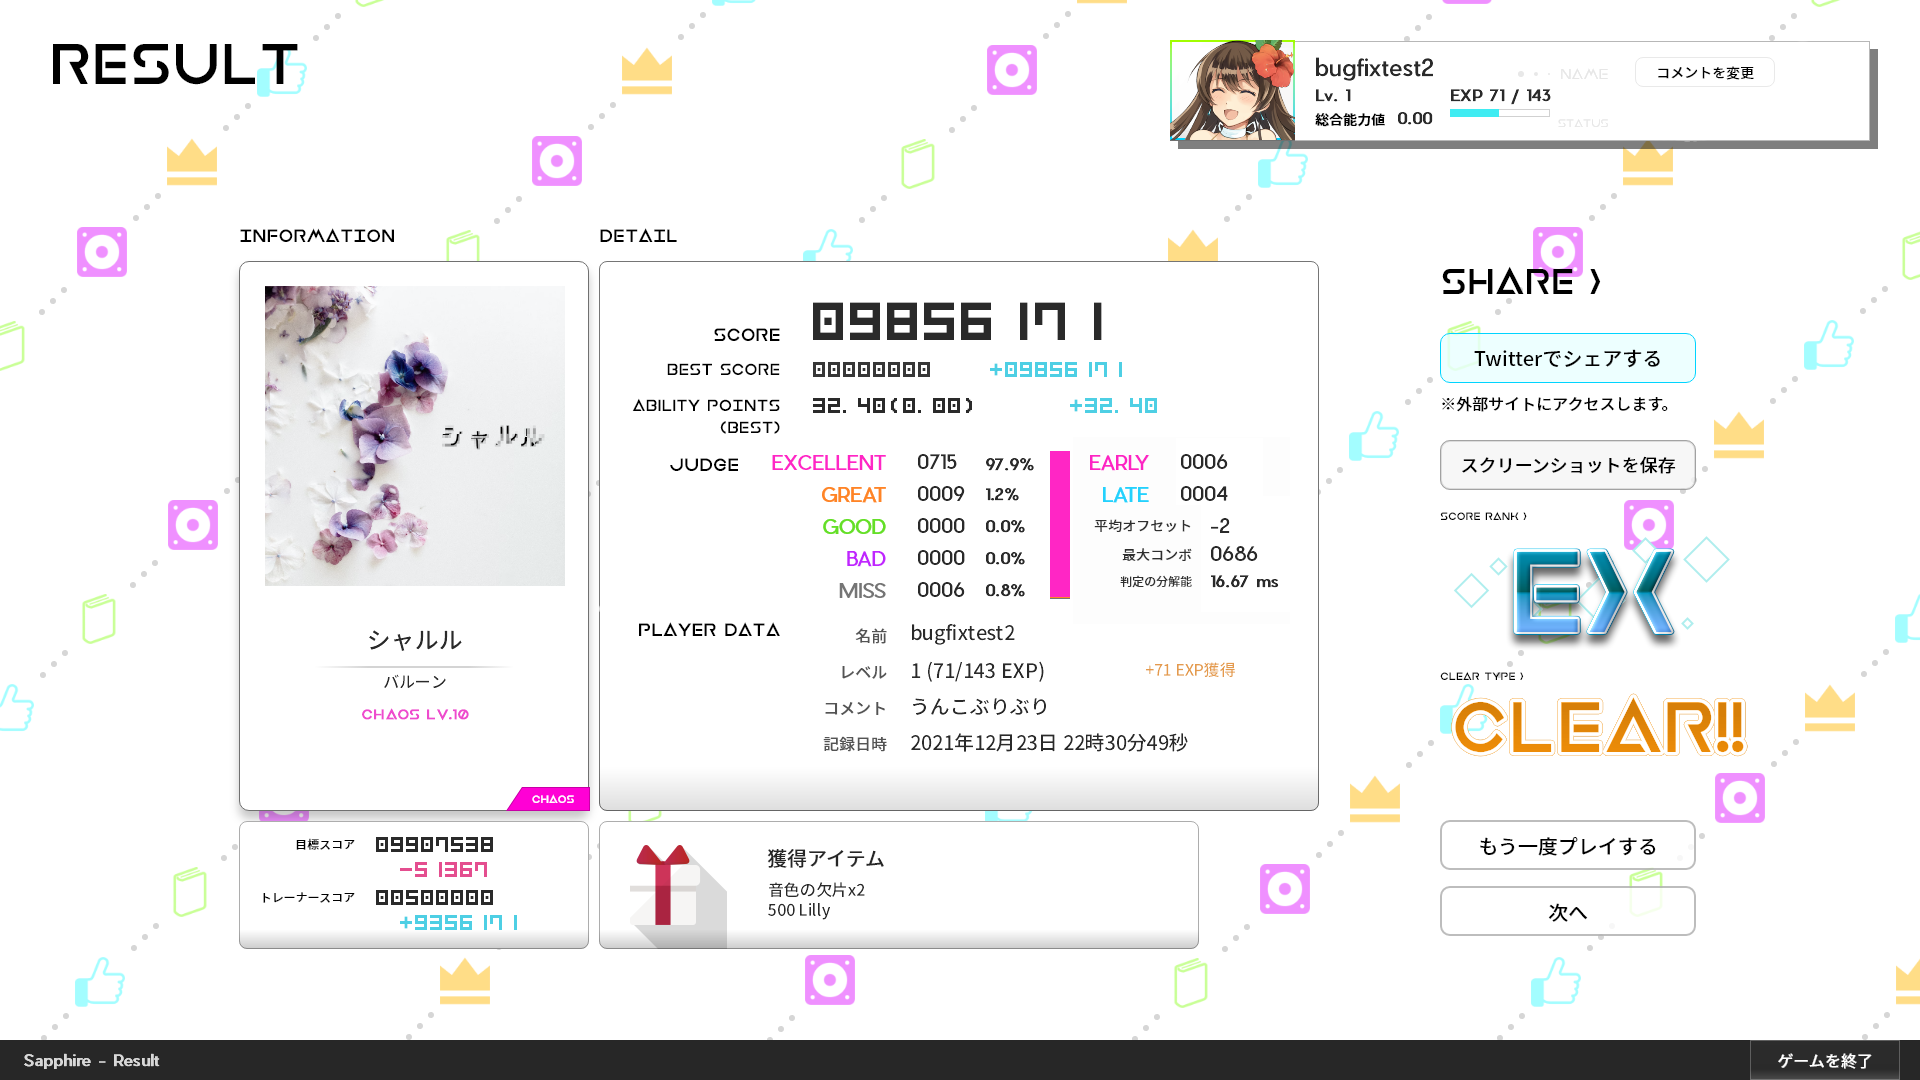 RESULT
bugfixtest2
Lv. 1
EXP 71 / 143
総合能力値 0.00
NAME
STATUS
コメントを変更
INFORMATION
シャルル
シャルル
バルーン
CHAOS LV.10
CHAOS
目標スコア 09907538
-51367
トレーナースコア 00500000
+9356171
DETAIL
SCORE 09856171
BEST SCORE 00000000 +09856171
ABILITY POINTS 32.40(0.00) +32.40
(BEST)
JUDGE
EXCELLENT 0715 97.9%
GREAT 0009 1.2%
GOOD 0000 0.0%
BAD 0000 0.0%
MISS 0006 0.8%
EARLY 0006
LATE 0004
平均オフセット -2
最大コンボ 0686
判定の分解能 16.67 ms
PLAYER DATA
名前 bugfixtest2
レベル 1 (71/143 EXP) +71 EXP獲得
コメント うんこぶりぶり
記録日時 2021年12月23日 22時30分49秒
獲得アイテム
音色の欠片x2
500 Lilly
SHARE >
Twitterでシェアする
※外部サイトにアクセスします。
スクリーンショットを保存
SCORE RANK >
EX
CLEAR TYPE >
CLEAR!!
もう一度プレイする
次へ
Sapphire - Result
ゲームを終了